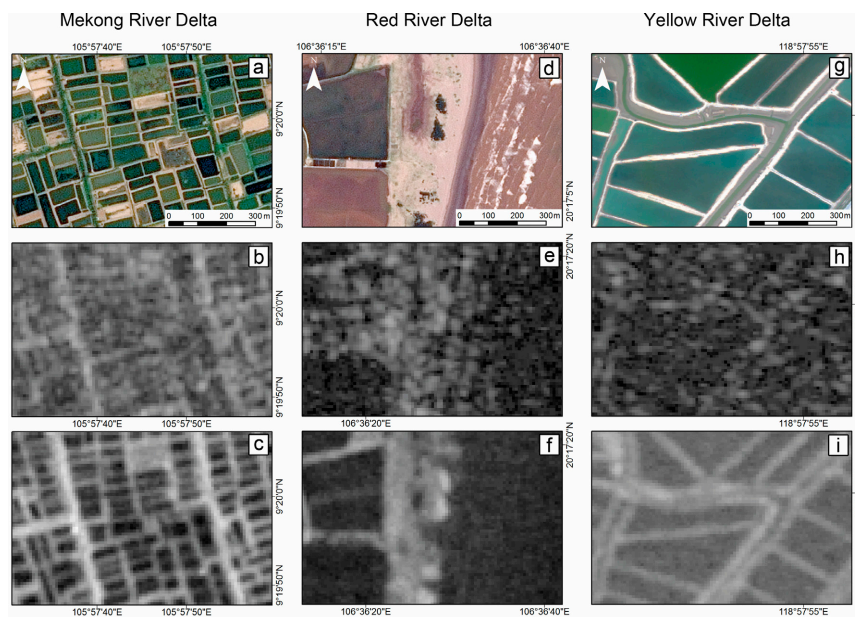 Mekong River Delta
Red River Delta
Yellow River Delta
105°57'40"E
105°57'50"E
106°36'15"E
106°36'40"E
118°57'55"E
N
a
N
d
N
g
9°20'0"N
9°19'50"N
20°17'5"N
0 100 200 300m
0 100 200 300m
0 100 200 300m
b
e
h
9°20'0"N
9°19'50"N
20°17'20"N
105°57'40"E
105°57'50"E
106°36'20"E
118°57'55"E
c
f
i
9°20'0"N
9°19'50"N
20°17'20"N
105°57'40"E
105°57'50"E
106°36'20"E
106°36'40"E
118°57'55"E